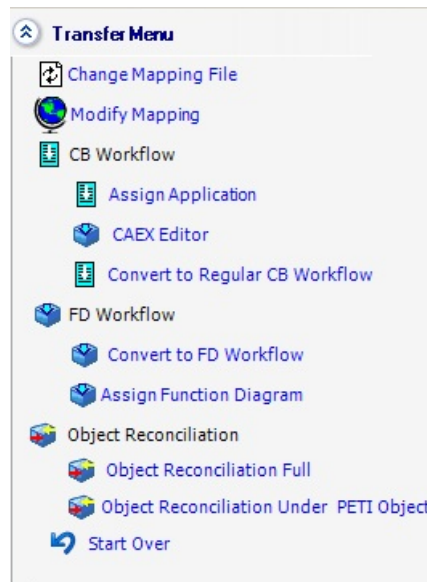 Transfer Menu
Change Mapping File
Modify Mapping
CB Workflow
Assign Application
CAEX Editor
Convert to Regular CB Workflow
FD Workflow
Convert to FD Workflow
Assign Function Diagram
Object Reconciliation
Object Reconciliation Full
Object Reconciliation Under PETI Object
Start Over